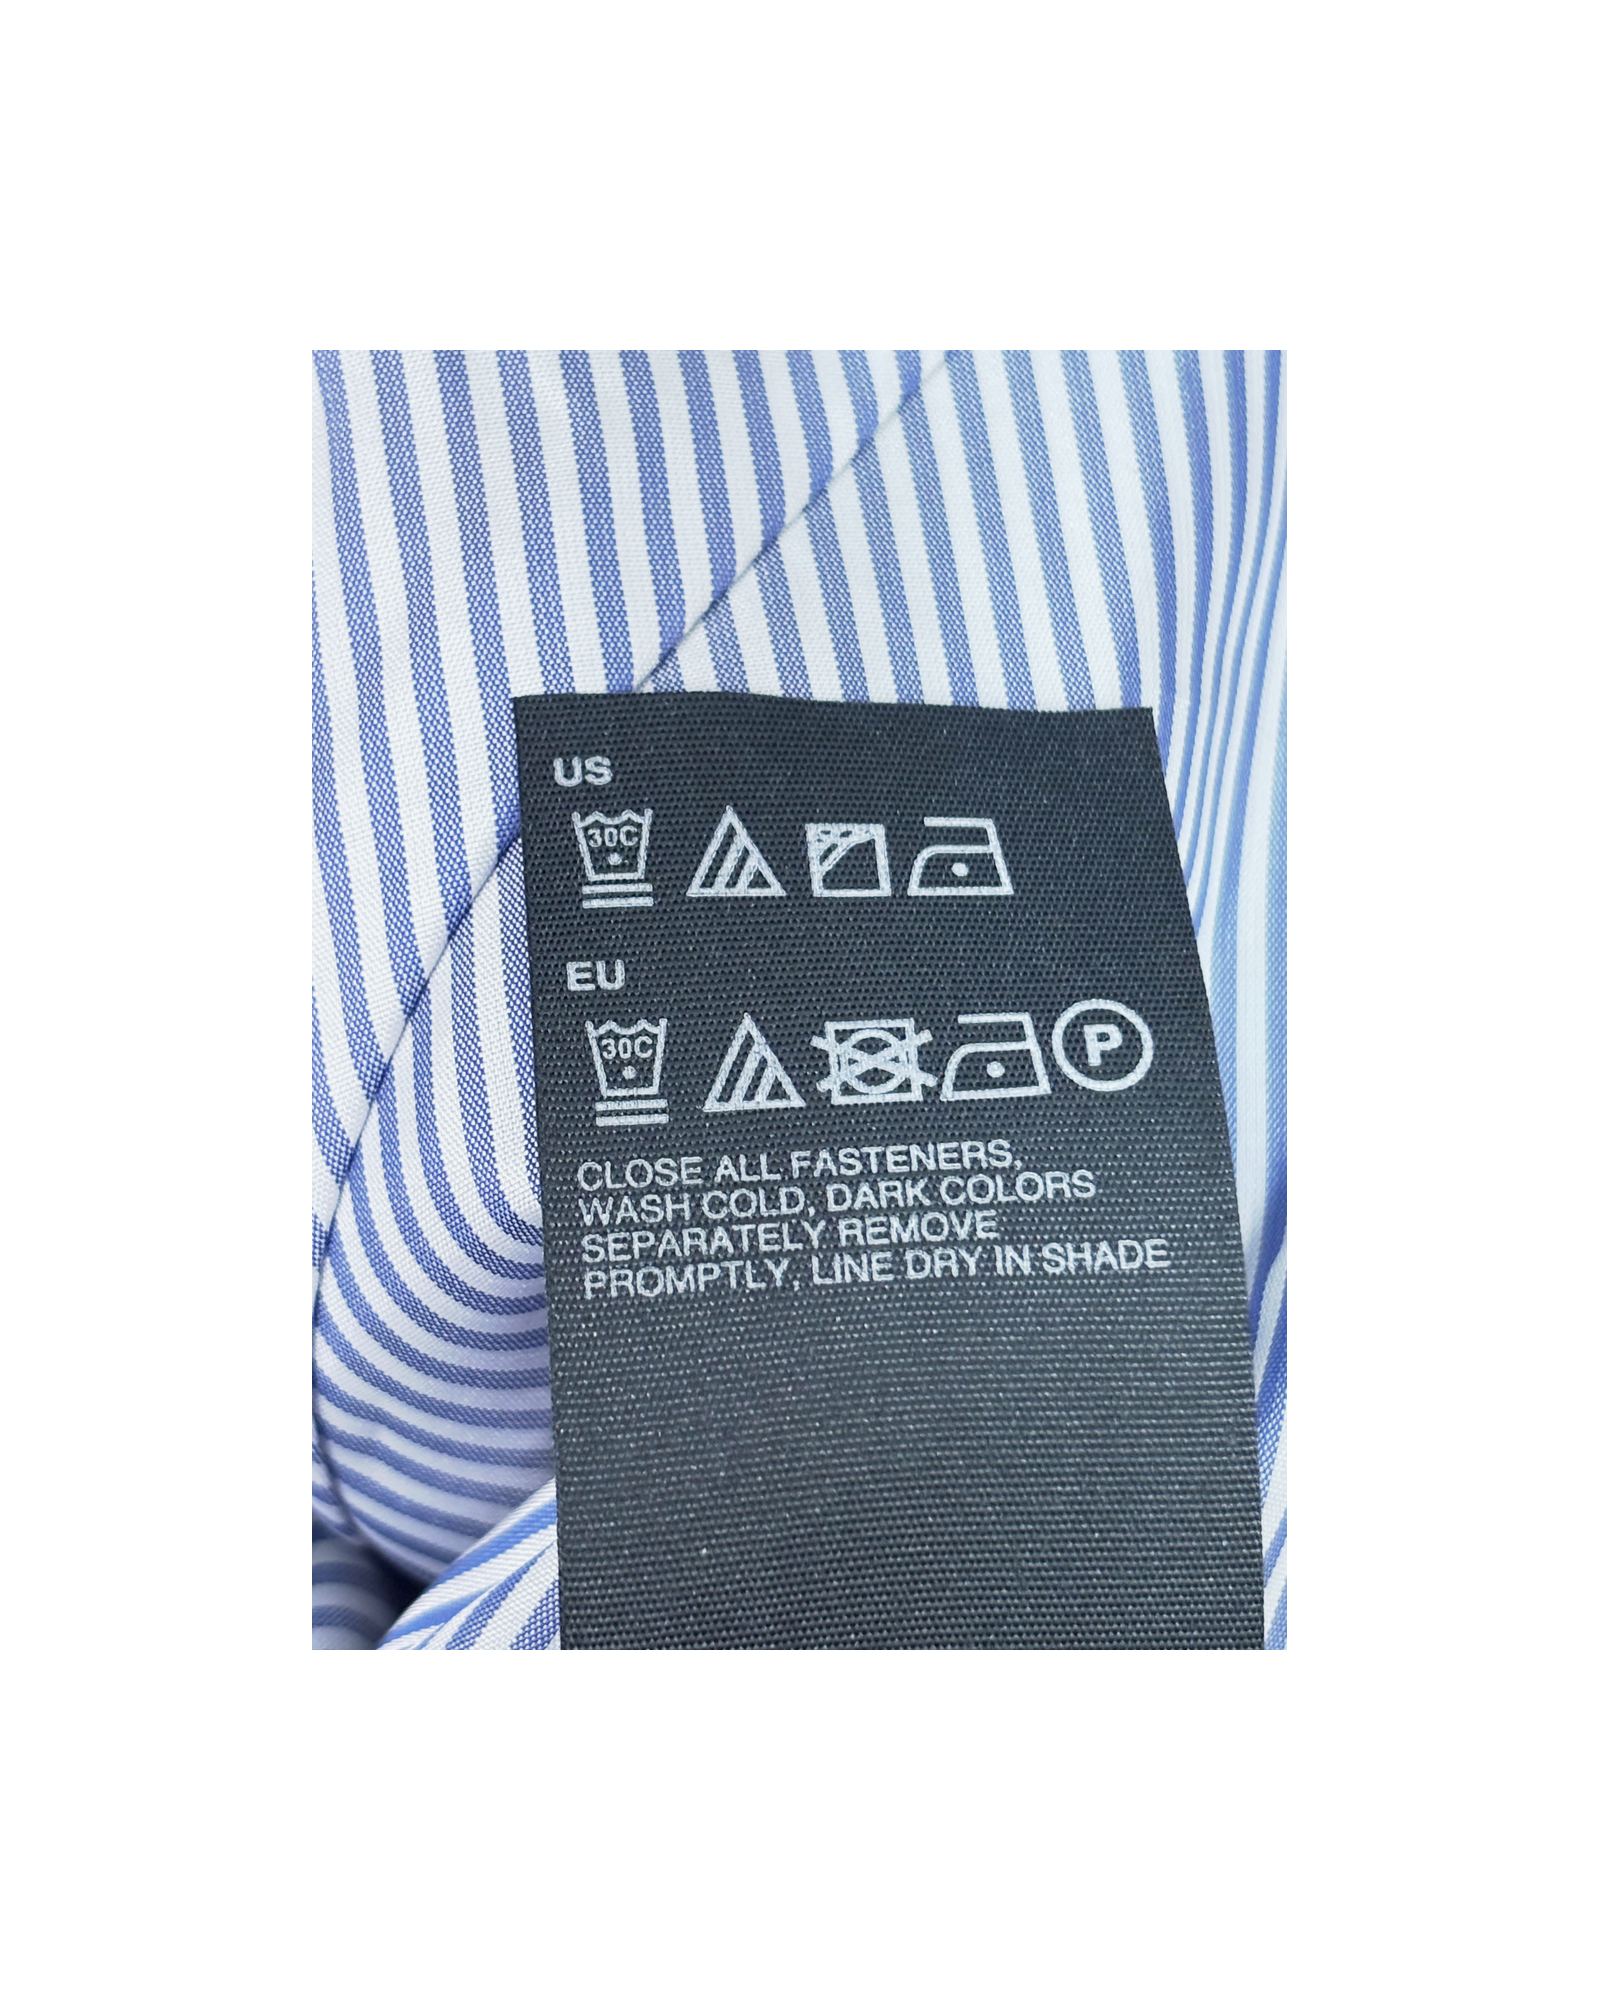 US
30C
EU
30C
P
CLOSE ALL FASTENERS,
WASH COLD, DARK COLORS
SEPARATELY REMOVE
PROMPTLY, LINE DRY IN SHADE